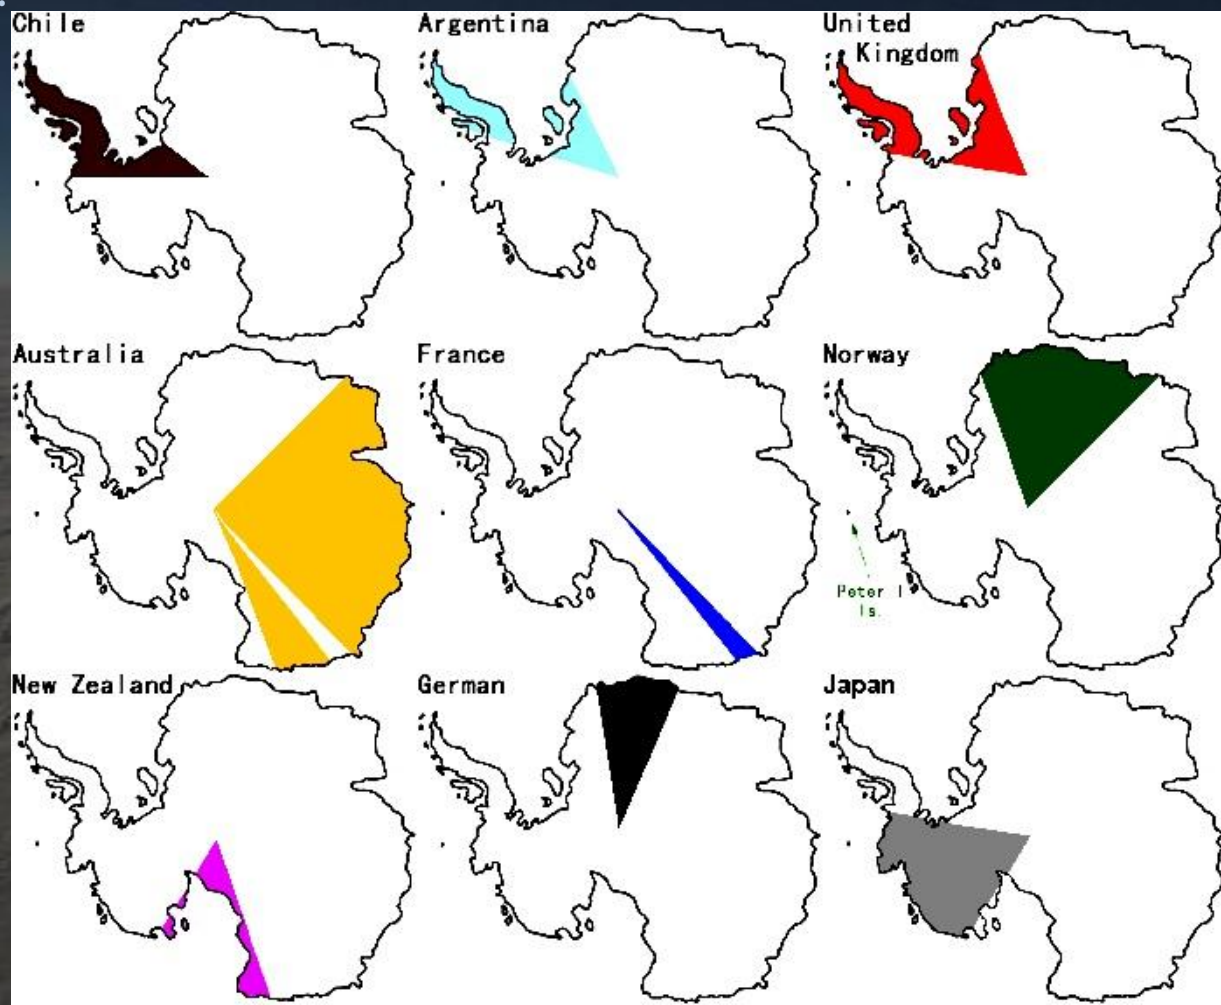 Chile
Argentina
United
Kingdom
Australia
France
Norway
Peter I
Is.
New Zealand
German
Japan